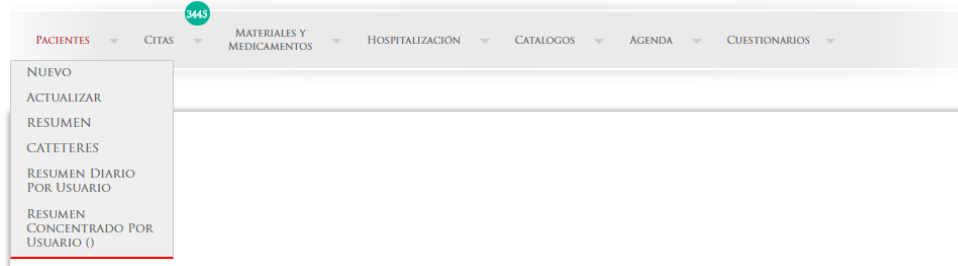 3445
PACIENTES
CITAS
MATERIALES Y
MEDICAMENTOS
HOSPITALIZACIÓN
CATALOGOS
AGENDA
CUESTIONARIOS
NUEVO
ACTUALIZAR
RESUMEN
CATETERES
RESUMEN DIARIO
POR USUARIO
RESUMEN
CONCENTRADO POR
USUARIO ()